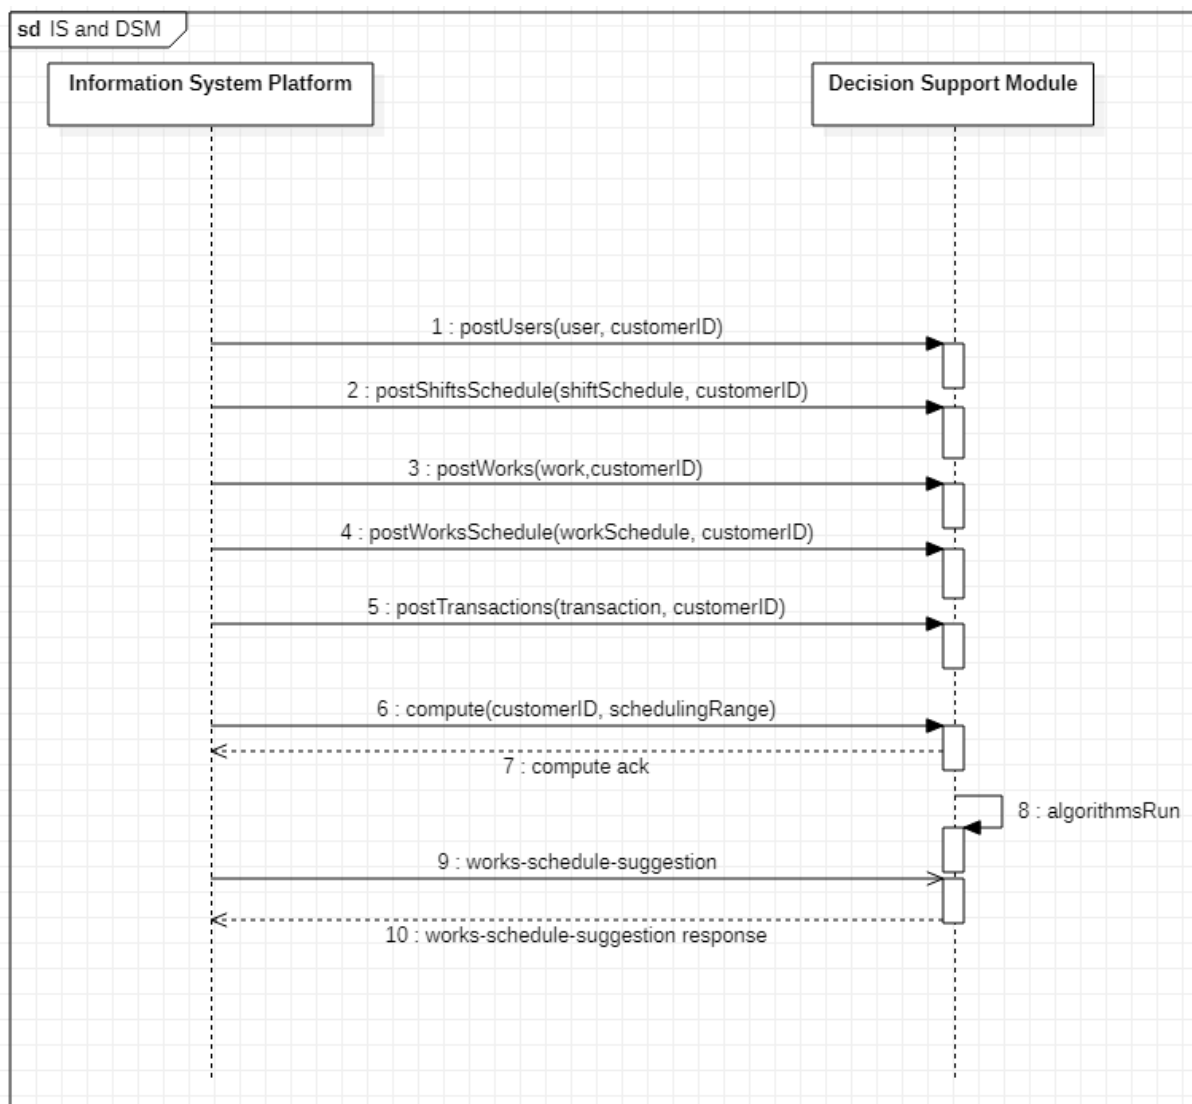 sd IS and DSM
Information System Platform
Decision Support Module
1 : postUsers(user, customerID)
2 : postShiftsSchedule(shiftSchedule, customerID)
3 : postWorks(work,customerID)
4 : postWorksSchedule(workSchedule, customerID)
5 : postTransactions(transaction, customerID)
6 : compute(customerID, schedulingRange)
7 : compute ack
8 : algorithmsRun
9 : works-schedule-suggestion
10 : works-schedule-suggestion response